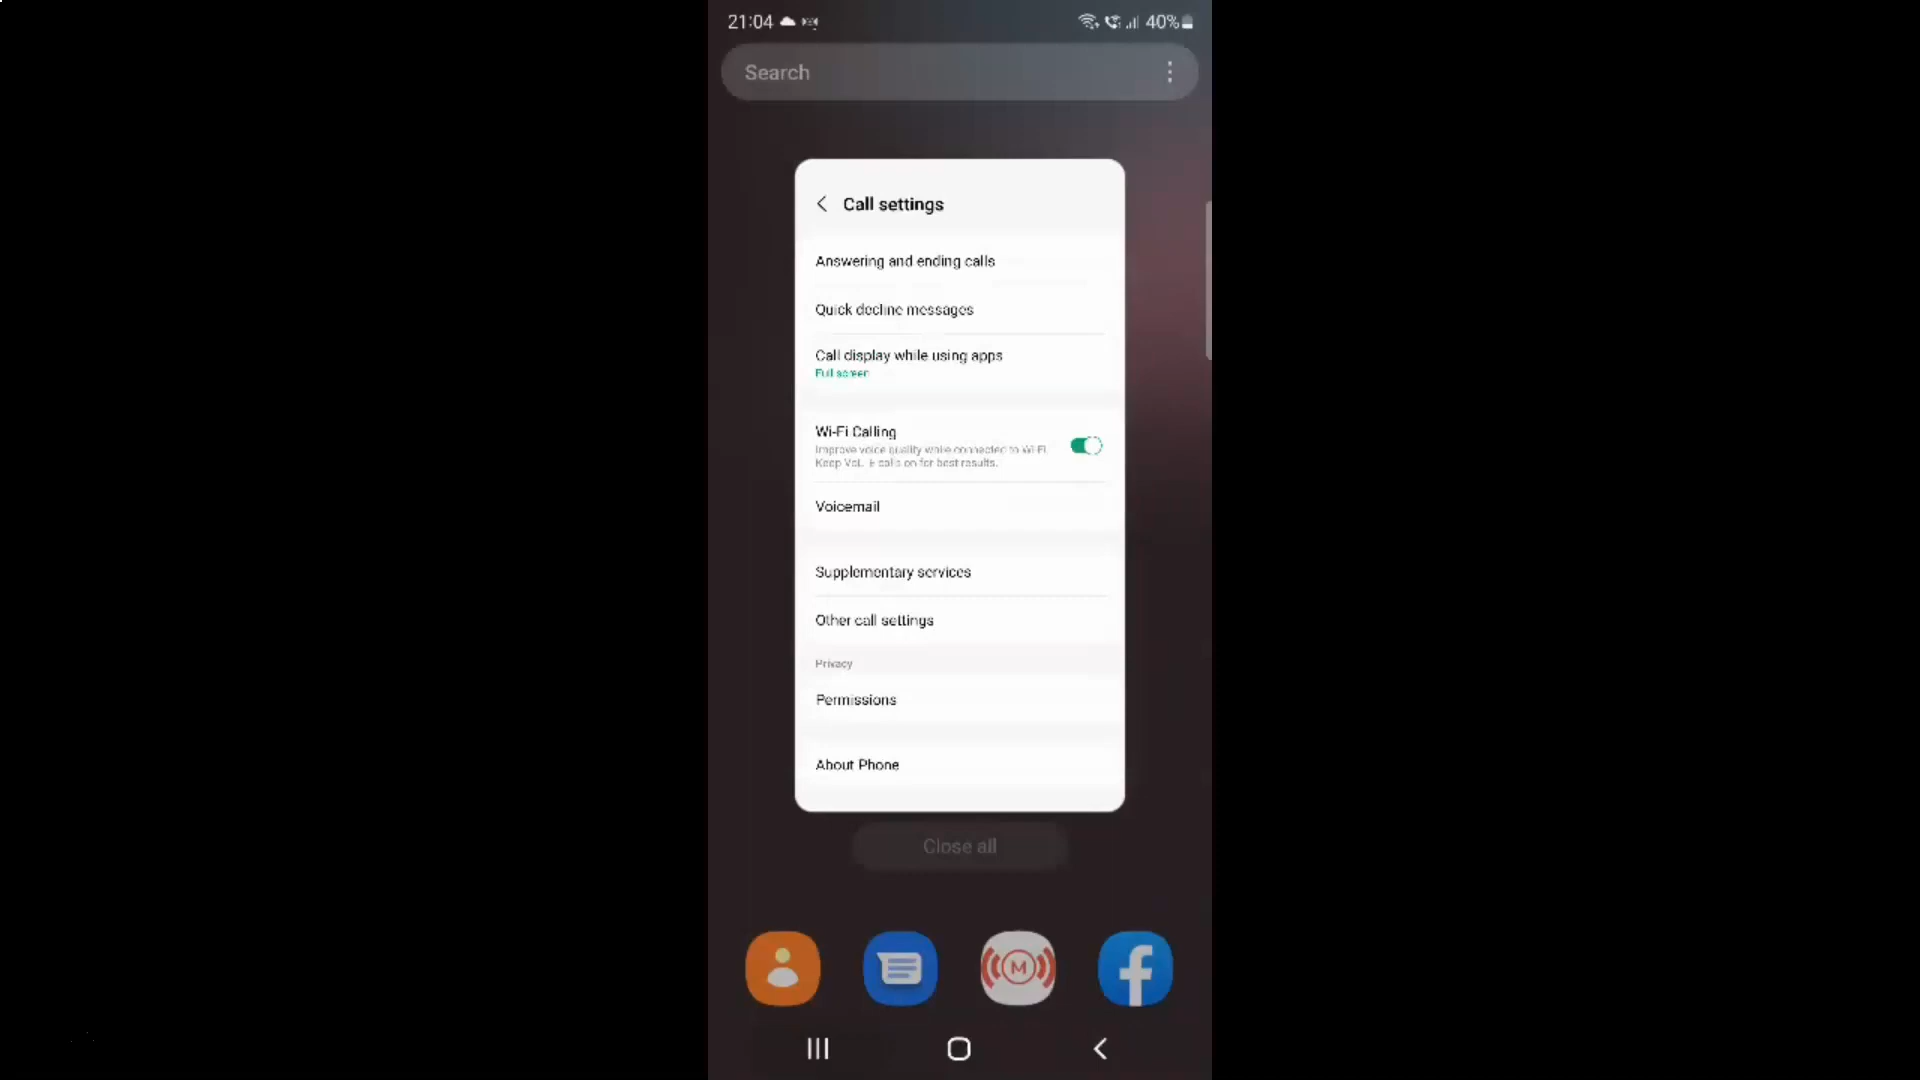 21:04
40%
Search
Call settings
Answering and ending calls
Quick decline messages
Call display while using apps
Full screen
Wi-Fi Calling
Improve voice quality while connected to Wi-Fi.
Keep VoLTE calls on for best results.
Voicemail
Supplementary services
Other call settings
Privacy
Permissions
About Phone
Close all
M